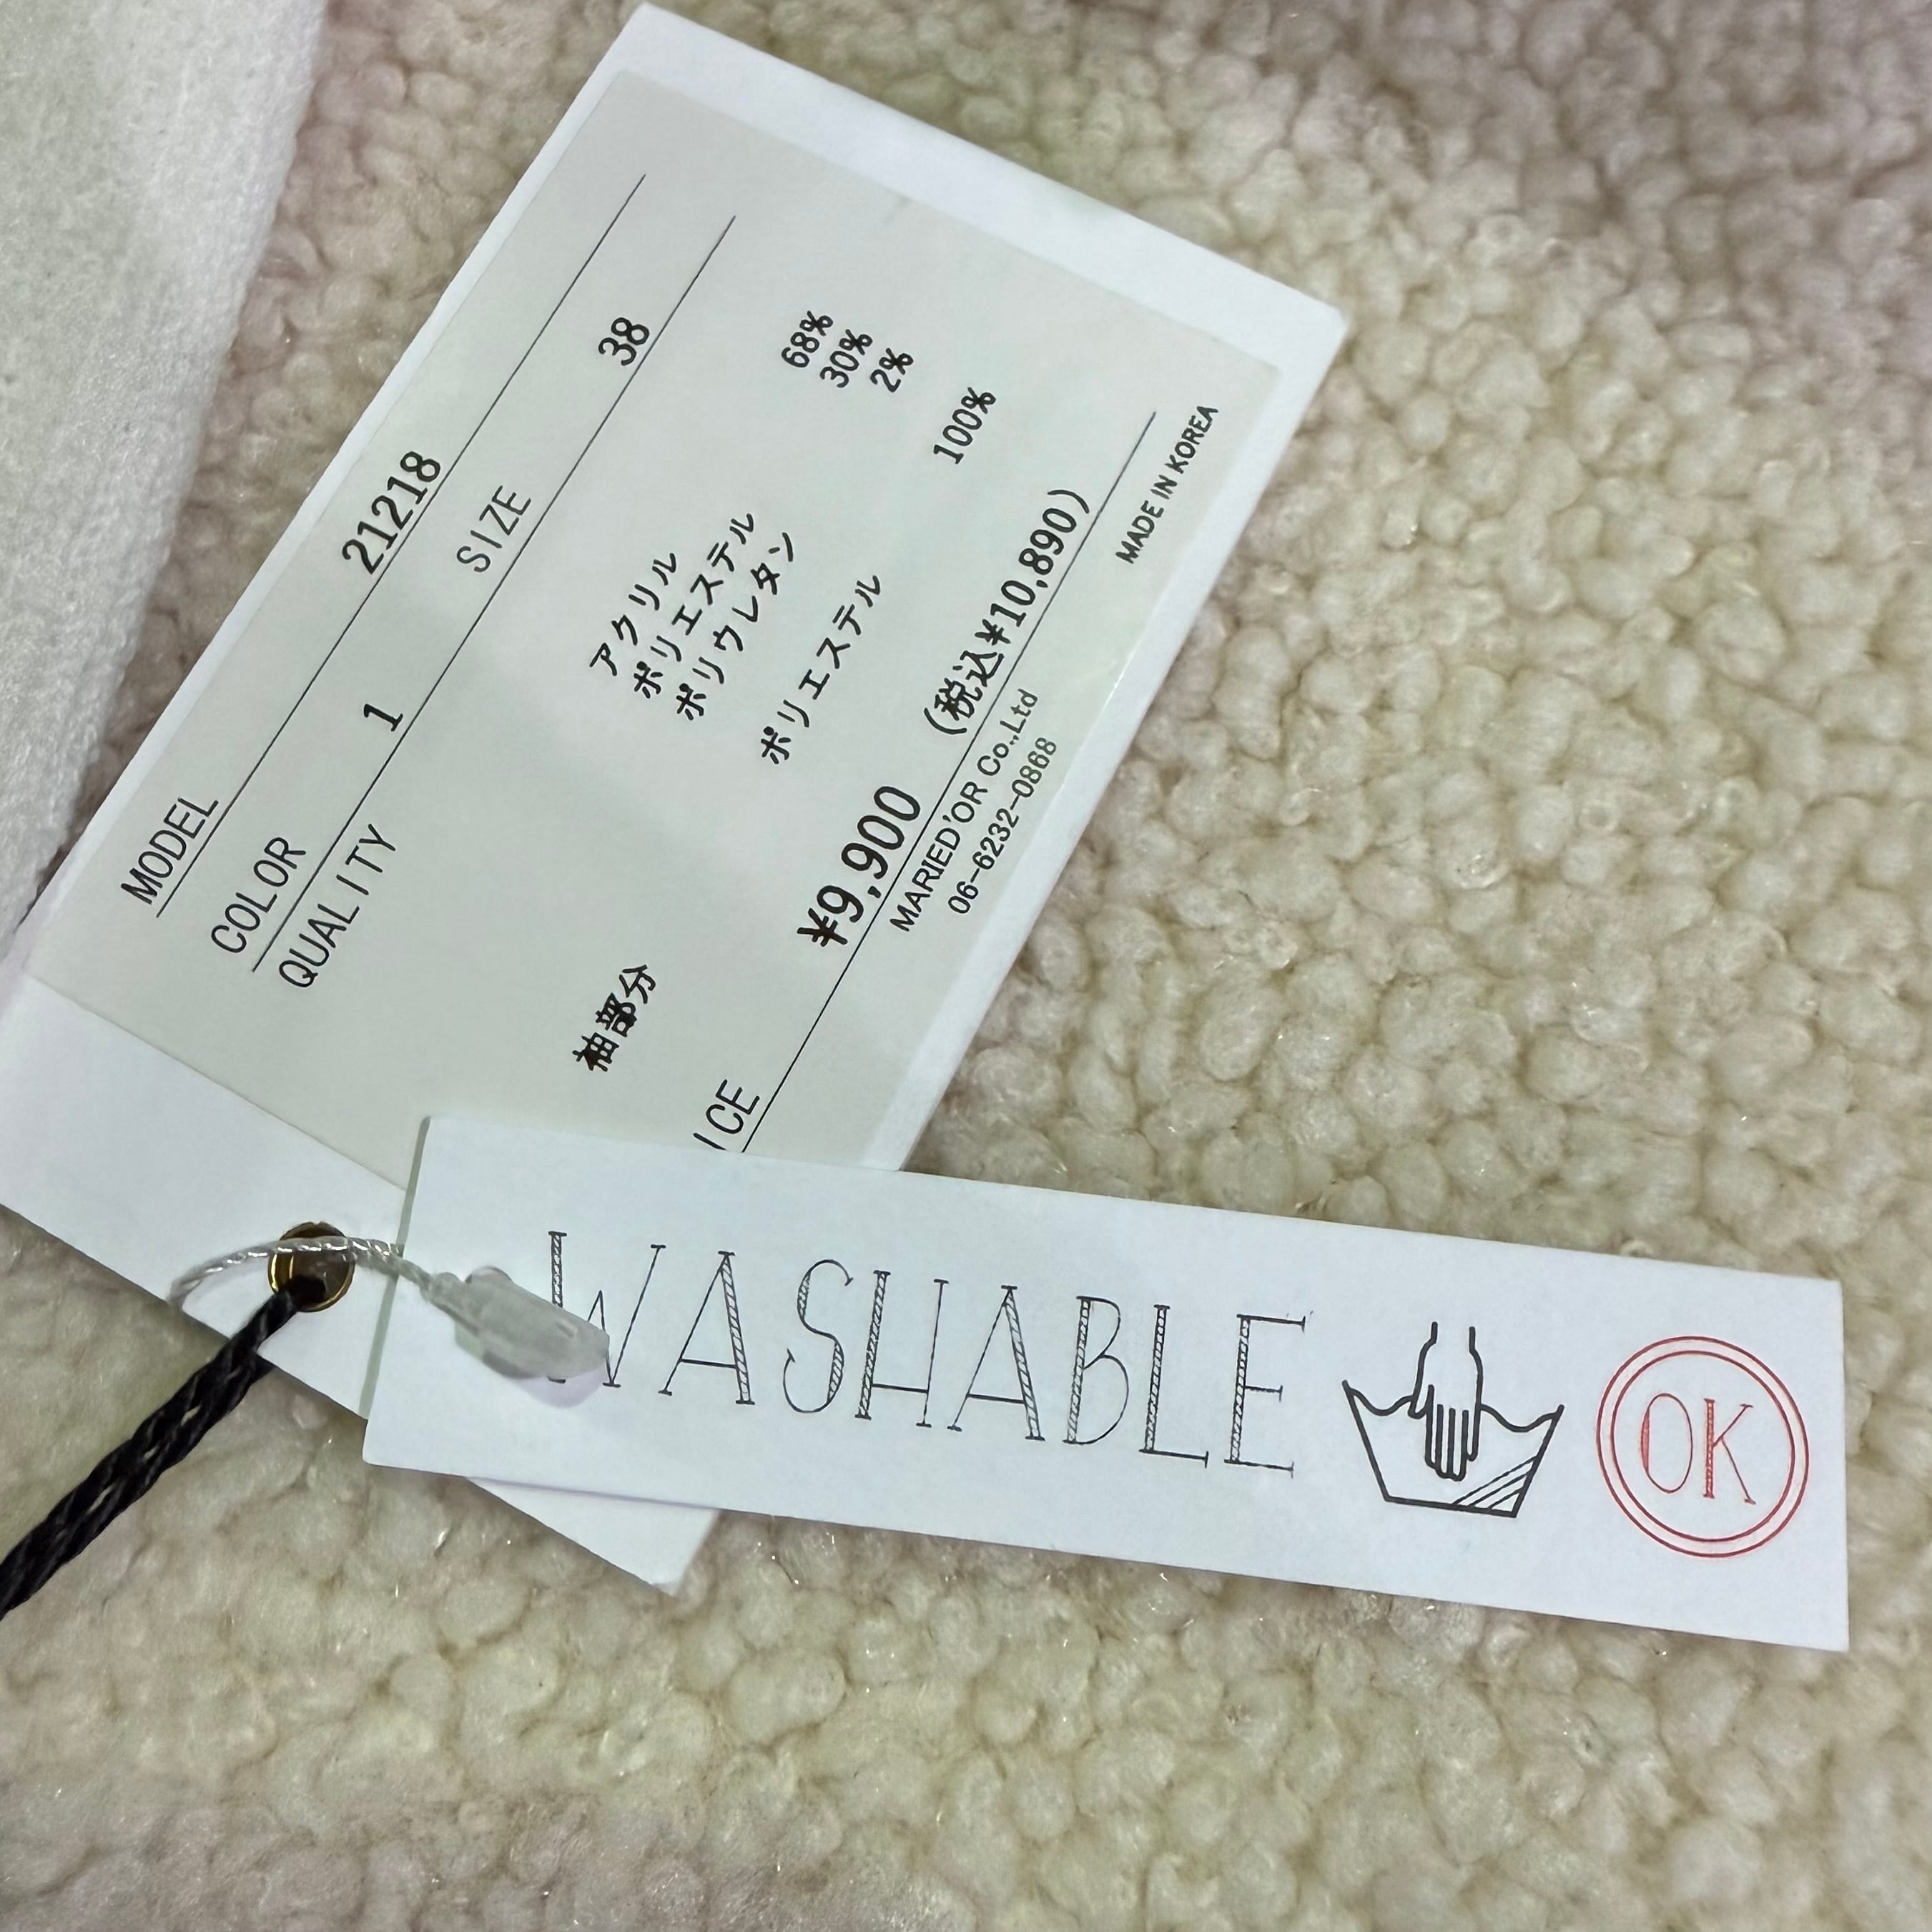 MODEL 21218
COLOR 1 SIZE 38
QUALITY
アクリル 68%
ポリエステル 30%
ポリウレタン 2%
袖部分 ポリエステル 100%
ICE ¥9,900 (税込¥10,890)
MARIED'OR Co.,Ltd MADE IN KOREA
06-6232-0868
WASHABLE OK